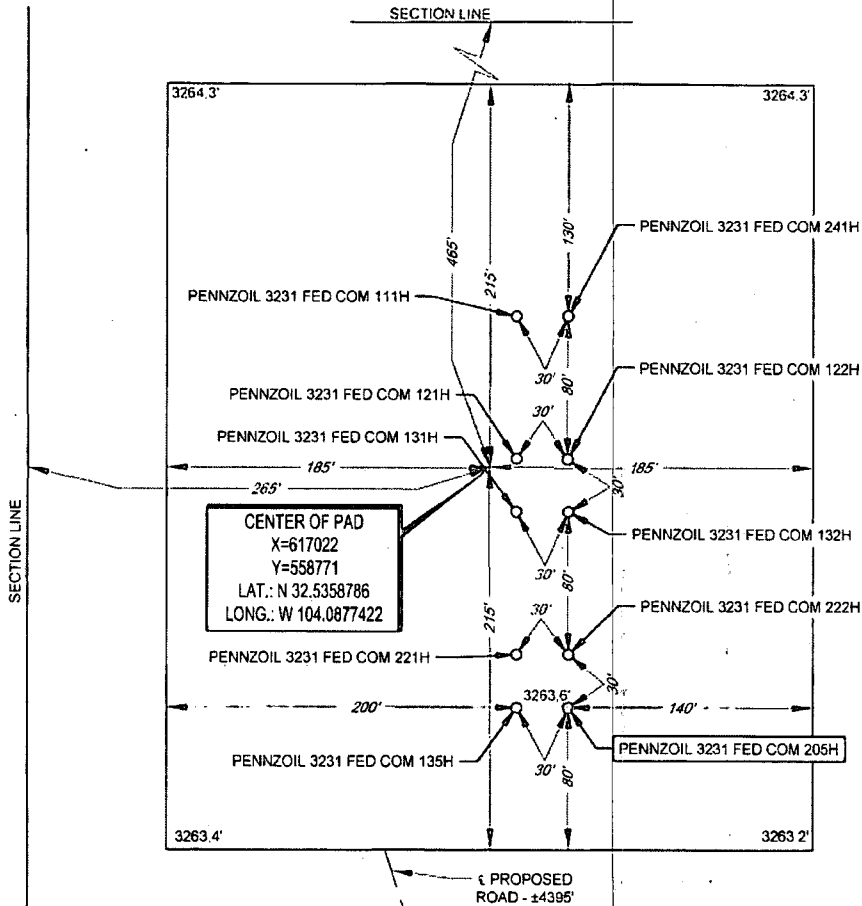 SECTION LINE
3264.3'
3264.3'
465'
215'
130'
PENNZOIL 3231 FED COM 241H
PENNZOIL 3231 FED COM 111H
30'
80'
PENNZOIL 3231 FED COM 122H
PENNZOIL 3231 FED COM 121H
30'
PENNZOIL 3231 FED COM 131H
185'
185'
265'
30'
SECTION LINE
CENTER OF PAD
X=617022
Y=558771
LAT.: N 32.5358786
LONG.: W 104.0877422
PENNZOIL 3231 FED COM 132H
30'
80'
30'
PENNZOIL 3231 FED COM 222H
215'
PENNZOIL 3231 FED COM 221H
30'
3263.6'
200'
140'
PENNZOIL 3231 FED COM 205H
PENNZOIL 3231 FED COM 135H
30'
80'
3263.4'
3263 2'
℄ PROPOSED
ROAD - ±4395'